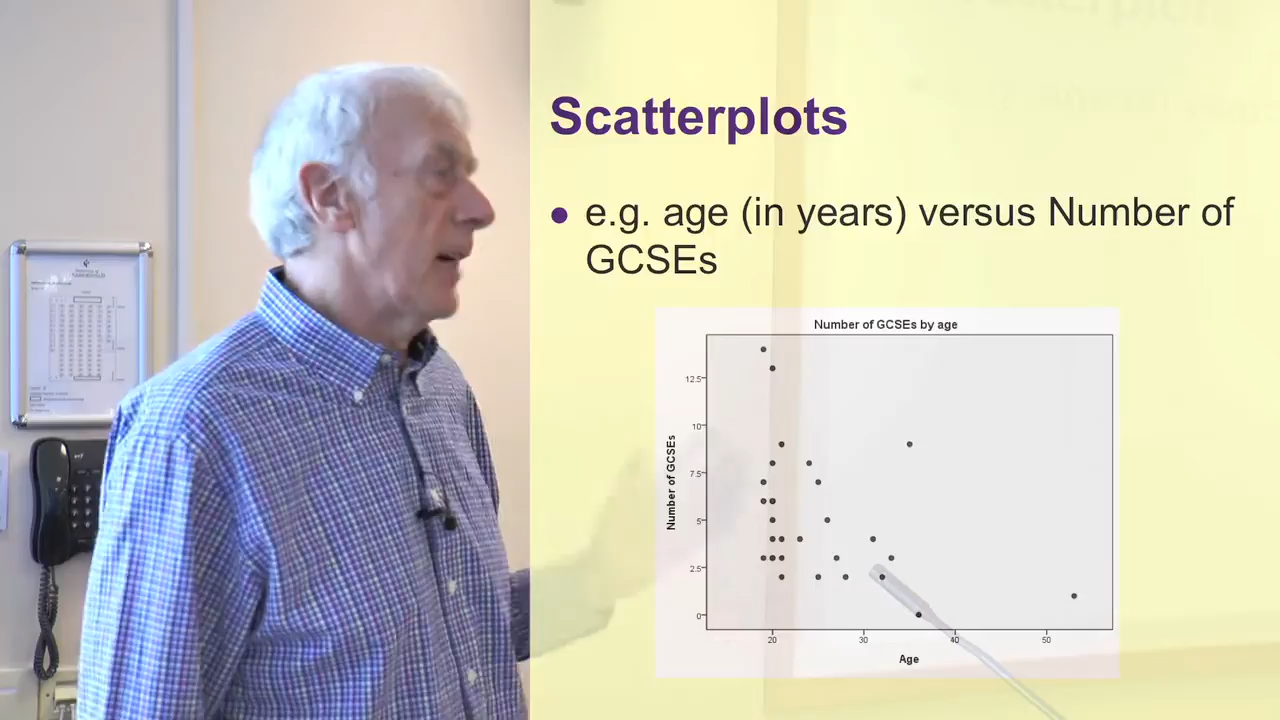 Scatterplots
e.g. age (in years) versus Number of
GCSEs
Number of GCSEs by age
12.5
10
7.5
5
2.5
0
Number of GCSEs
20 30 40 50
Age